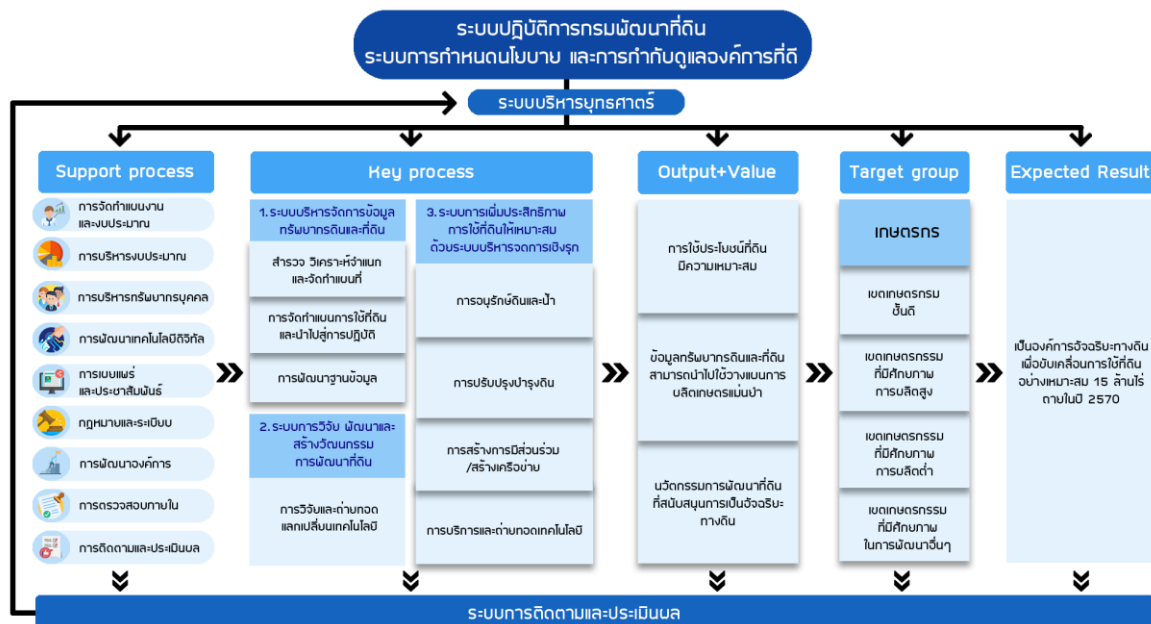 ระบบปฏิบัติการกรมพัฒนาที่ดิน
ระบบการกำหนดนโยบาย และการกำกับดูแลองค์การที่ดี
ระบบบริหารยุทธศาตร์
Support process
การจัดทำแผนงาน
และงบประมาณ
การบริหารงบประมาณ
การบริหารทรัพยากรบุคคล
การพัฒนาเทคโนโลยีดิจิทัล
การเผยแพร่
และประชาสัมพันธ์
กฎหมายและระเบียบ
การพัฒนาองค์การ
การตรวจสอบภายใน
การติดตามและประเมินผล
Key process
1.ระบบบริหารจัดการข้อมูล
ทรัพยากรดินและที่ดิน
สำรวจ วิเคราะห์จำแนก
และจัดทำแผนที่
การจัดทำแผนการใช้ที่ดิน
และนำไปสู่การปฏิบัติ
การพัฒนาฐานข้อมูล
2.ระบบการวิจัย พัฒนาและ
สร้างวัฒนกรรม
การพัฒนาที่ดิน
การวิจัยและถ่ายทอด
แลกเปลี่ยนเทคโนโลยี
3.ระบบการเพิ่มประสิทธิภาพ
การใช้ที่ดินให้เหมาะสม
ด้วยระบบบริหารจดการเชิงรุก
การอนุรักษ์ดินและน้ำ
การปรับปรุงบำรุงดิน
การสร้างการมีส่วนร่วม
/สร้างเครือข่าย
การบริการและถ่ายทอดเทคโนโลยี
Output+Value
การใช้ประโยชน์ที่ดิน
มีความเหมาะสม
ข้อมูลทรัพยากรดินและที่ดิน
สามารถนำไปใช้วางแผนการ
ผลิตเกษตรแม่นยำ
นวัตกรรมการพัฒนาที่ดิน
ที่สนับสนุนการเป็นอัจฉริยะ
ทางดิน
Target group
เกษตรกร
เขตเกษตรกรม
ชั้นดี
เขตเกษตรกรรม
ที่มีศักยภาพ
การผลิตสูง
เขตเกษตรกรรม
ที่มีศักยภาพ
การผลิตต่ำ
เขตเกษตรกรรม
ที่มีศักยภาพ
ในการพัฒนาอื่นๆ
Expected Result
เป็นองค์การอัจฉริยะทางดิน
เพื่อขับเคลื่อนการใช้ที่ดิน
อย่างเหมาะสม 15 ล้านไร่
ภายในปี 2570
ระบบการติดตามและประเมินผล